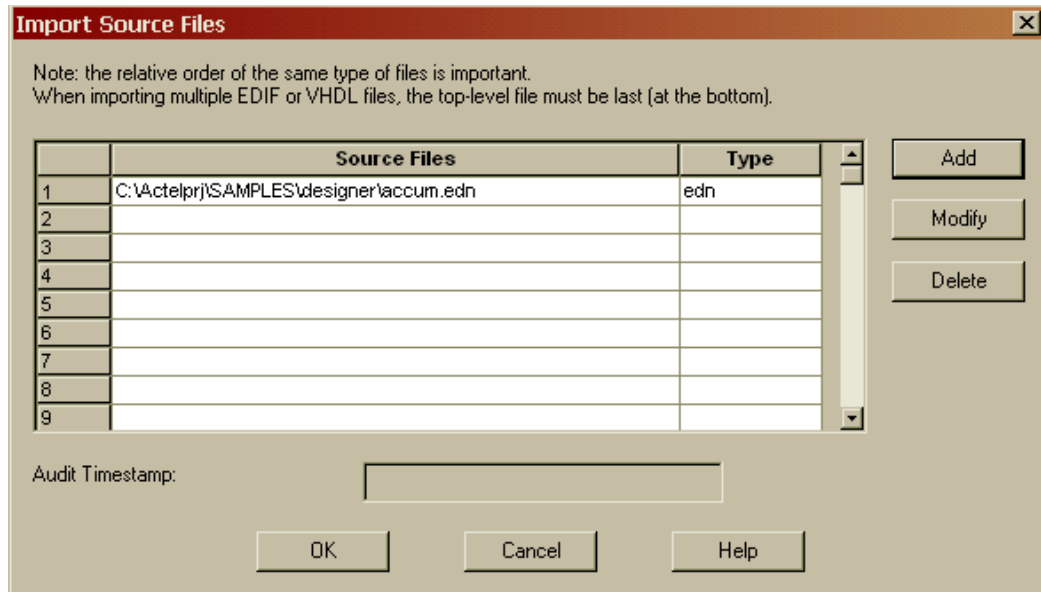 Import Source Files
Note: the relative order of the same type of files is important.
When importing multiple EDIF or VHDL files, the top-level file must be last (at the bottom).
Source Files Type
1 C:\Actelprj\SAMPLES\designer\accum.edn edn
2
3
4
5
6
7
8
9
Add
Modify
Delete
Audit Timestamp:
OK Cancel Help